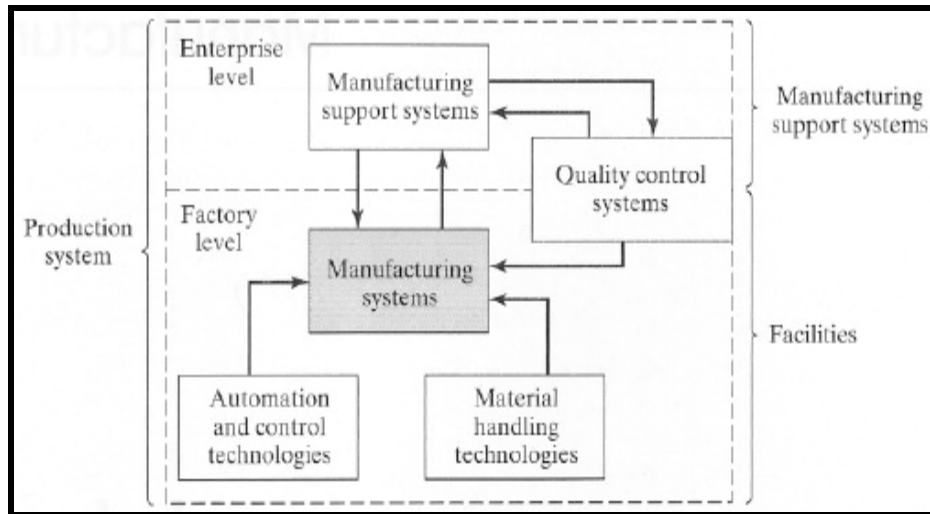 Enterprise
level
Manufacturing
support systems
Manufacturing
support systems
Quality control
systems
Production
system
Factory
level
Manufacturing
systems
Facilities
Automation
and control
technologies
Material
handling
technologies